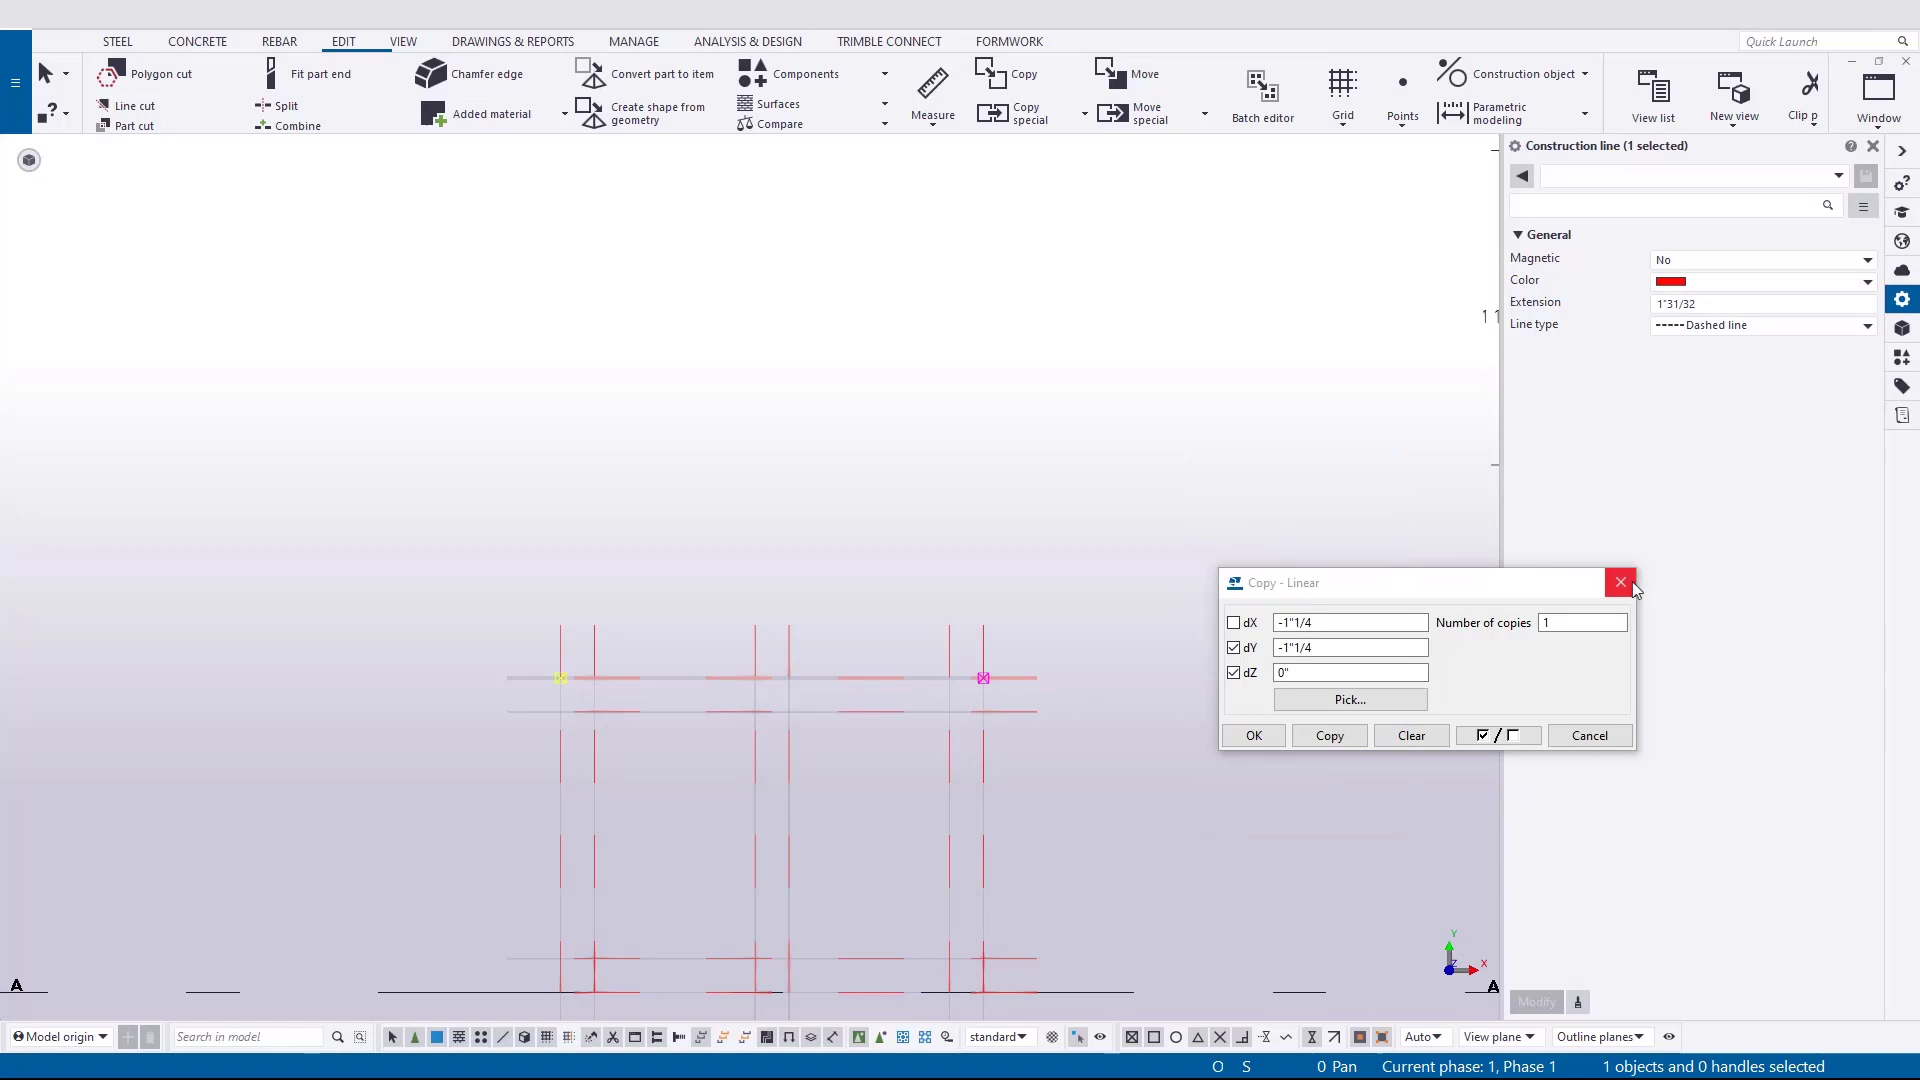 STEEL CONCRETE REBAR EDIT VIEW DRAWINGS & REPORTS MANAGE ANALYSIS & DESIGN TRIMBLE CONNECT FORMWORK Quick Launch
Polygon cut Fit part end Chamfer edge Convert part to item Components Copy Move Construction object
Line cut Split Added material Create shape from geometry Surfaces Measure Copy special Move special Batch editor Grid Points Parametric modeling View list New view Clip p Window
Part cut Combine Compare
Construction line (1 selected)
General
Magnetic No
Color
Extension 1"31/32
Line type Dashed line
1 1
Copy - Linear
dX -1"1/4 Number of copies 1
dY -1"1/4
dZ 0"
Pick...
OK Copy Clear / Cancel
Y
Z X
A A
Modify
Model origin Search in model standard Auto View plane Outline planes
O S 0 Pan Current phase: 1, Phase 1 1 objects and 0 handles selected